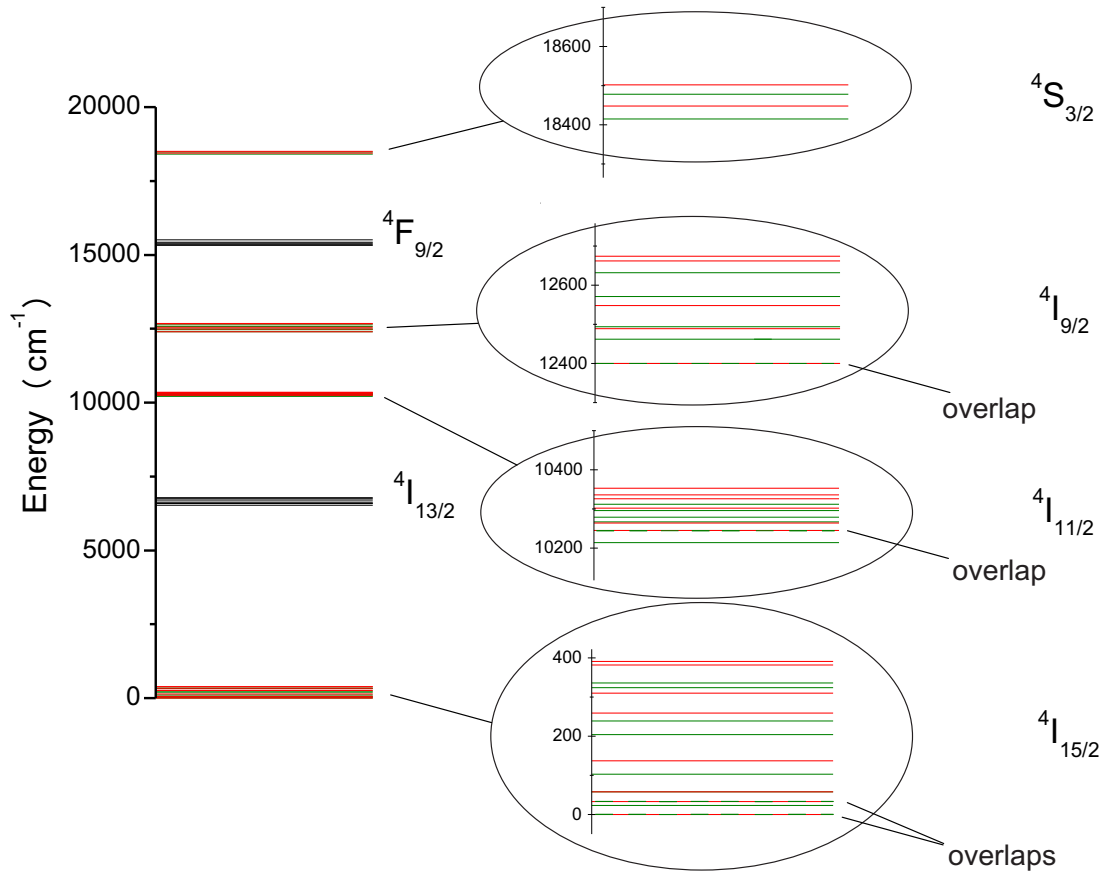 18600
18400
⁴S₃/₂
20000
15000
10000
5000
0
Energy ( cm⁻¹)
⁴F₉/₂
12600
12400
⁴I₉/₂
overlap
⁴I₁₃/₂
10400
10200
⁴I₁₁/₂
overlap
400
200
0
⁴I₁₅/₂
overlaps